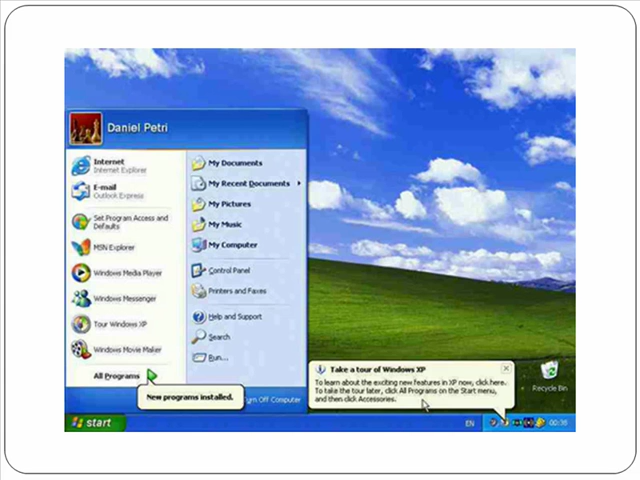 Daniel Petri
Internet
Internet Explorer
E-mail
Outlook Express
Set Program Access and
Defaults
MSN Explorer
Windows Media Player
Windows Messenger
Tour Windows XP
Windows Movie Maker
All Programs
My Documents
My Recent Documents
My Pictures
My Music
My Computer
Control Panel
Printers and Faxes
Help and Support
Search
Run...
New programs installed.
Turn Off Computer
Take a tour of Windows XP
To learn about the exciting new features in XP now, click here.
To take the tour later, click All Programs on the Start menu,
and then click Accessories.
Recycle Bin
start
EN
00:36